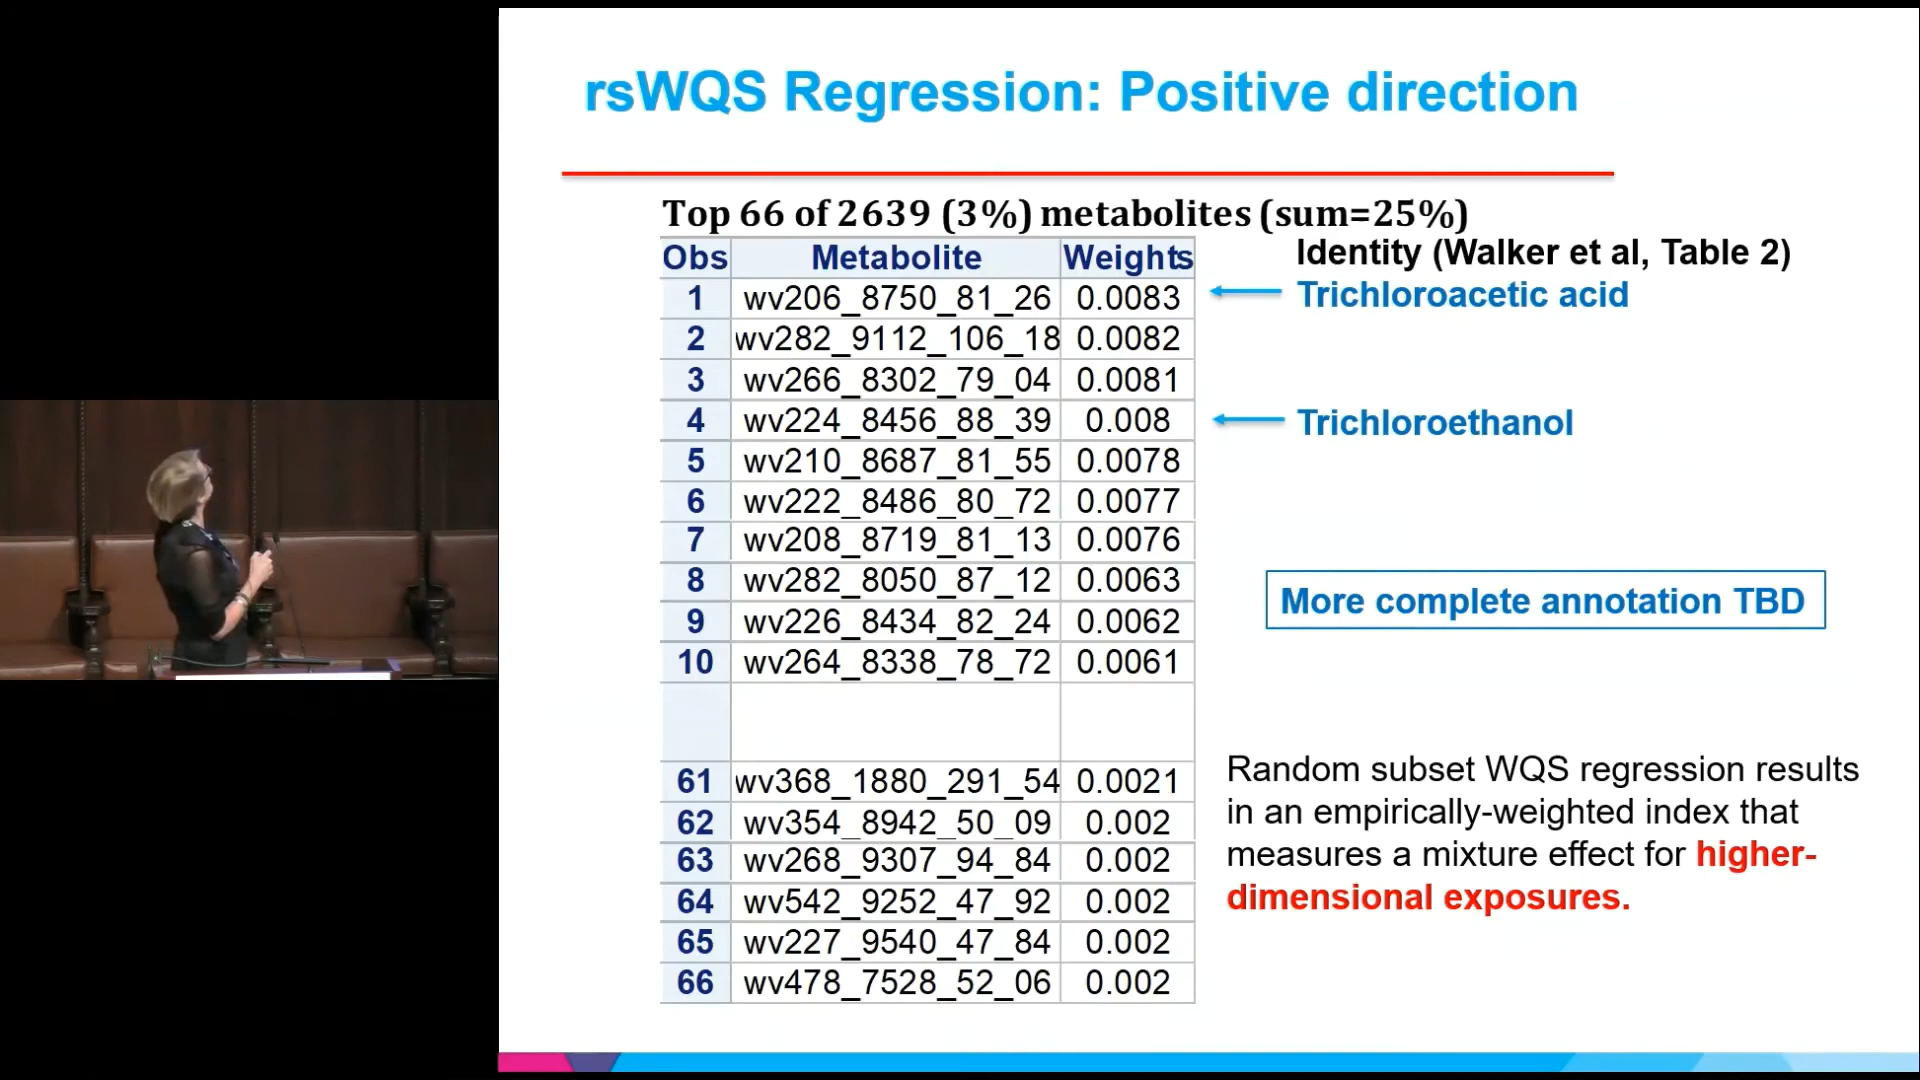 rsWQS Regression: Positive direction
Top 66 of 2639 (3%) metabolites (sum=25%)
Identity (Walker et al, Table 2)
Obs Metabolite Weights
1 wv206_8750_81_26 0.0083
Trichloroacetic acid
2 wv282_9112_106_18 0.0082
3 wv266_8302_79_04 0.0081
4 wv224_8456_88_39 0.008
Trichloroethanol
5 wv210_8687_81_55 0.0078
6 wv222_8486_80_72 0.0077
7 wv208_8719_81_13 0.0076
8 wv282_8050_87_12 0.0063
9 wv226_8434_82_24 0.0062
10 wv264_8338_78_72 0.0061
More complete annotation TBD
61 wv368_1880_291_54 0.0021
62 wv354_8942_50_09 0.002
63 wv268_9307_94_84 0.002
64 wv542_9252_47_92 0.002
65 wv227_9540_47_84 0.002
66 wv478_7528_52_06 0.002
Random subset WQS regression results
in an empirically-weighted index that
measures a mixture effect for higher-
dimensional exposures.